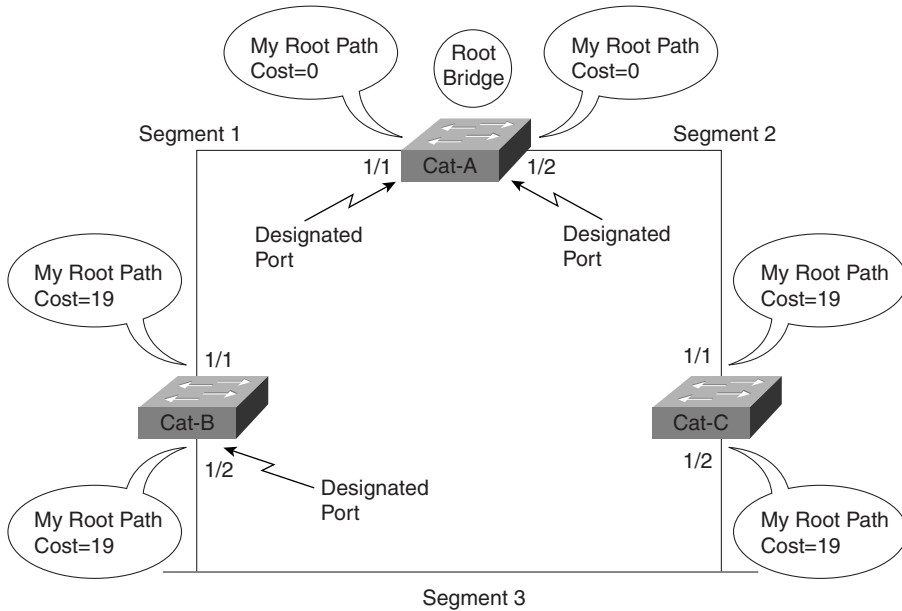 My Root Path
Cost=0
Root
Bridge
My Root Path
Cost=0
Segment 1
Segment 2
1/1
Cat-A
1/2
Designated
Port
Designated
Port
My Root Path
Cost=19
My Root Path
Cost=19
1/1
1/1
Cat-B
Cat-C
1/2
1/2
Designated
Port
My Root Path
Cost=19
My Root Path
Cost=19
Segment 3